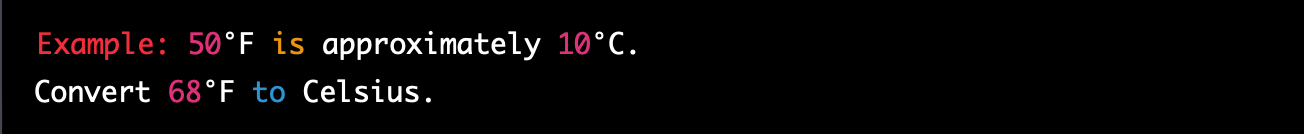 Example: 50°F is approximately 10°C.
Convert 68°F to Celsius.